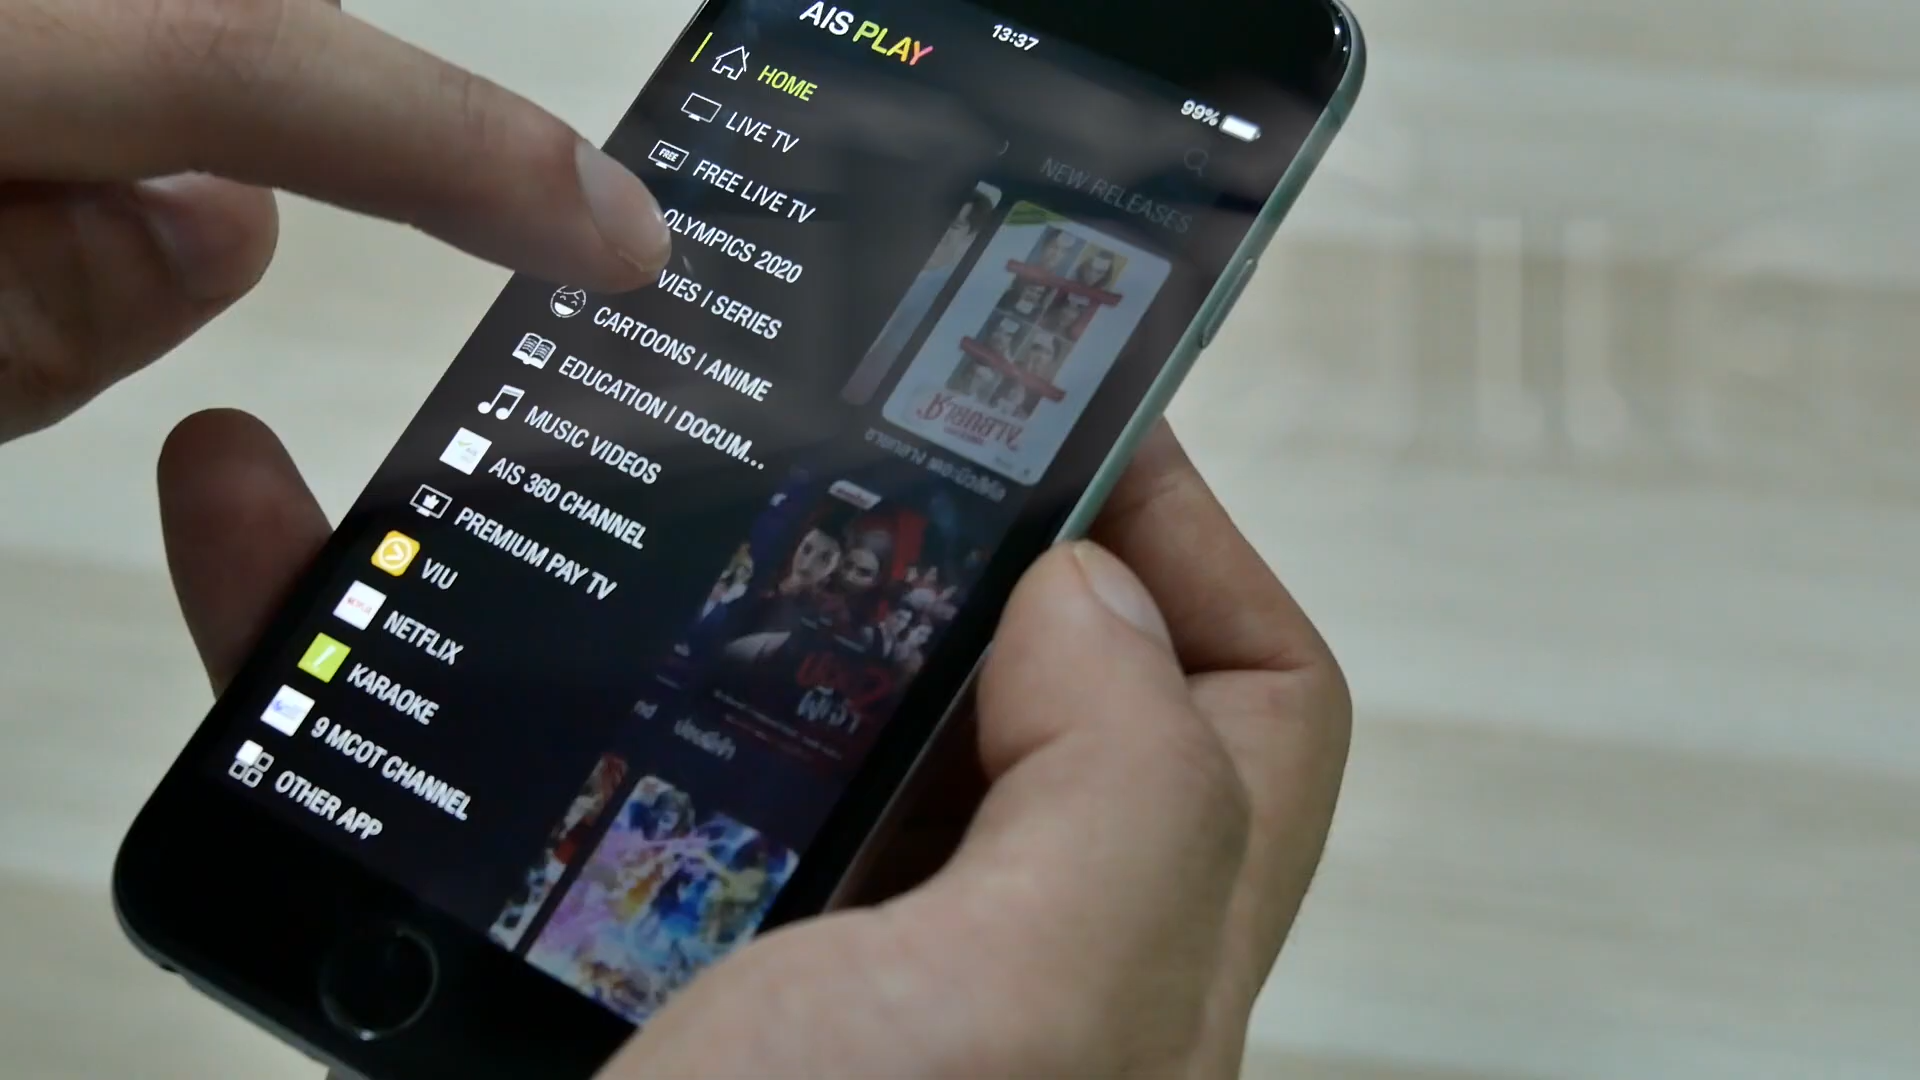 AIS PLAY
13:37
99%
HOME
LIVE TV
FREE
FREE LIVE TV
OLYMPICS 2020
VIES | SERIES
CARTOONS | ANIME
EDUCATION | DOCUM...
MUSIC VIDEOS
AIS 360 CHANNEL
PREMIUM PAY TV
VIU
NETFLIX
KARAOKE
9 MCOT CHANNEL
OTHER APP
NEW RELEASES